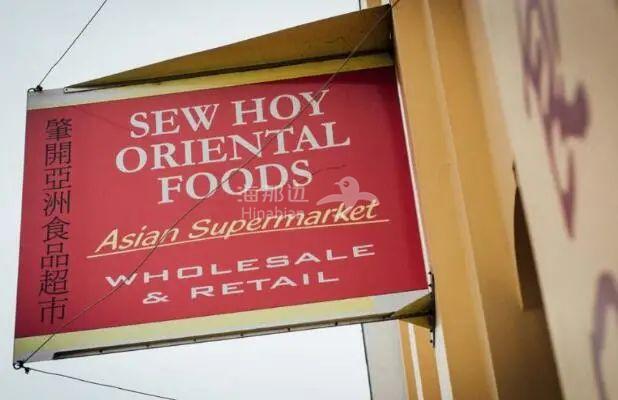 SEW HOY
ORIENTAL
FOODS
Asian Supermarket
WHOLESALE
& RETAIL
肇開亞洲食品超市
海那边
Hinabian